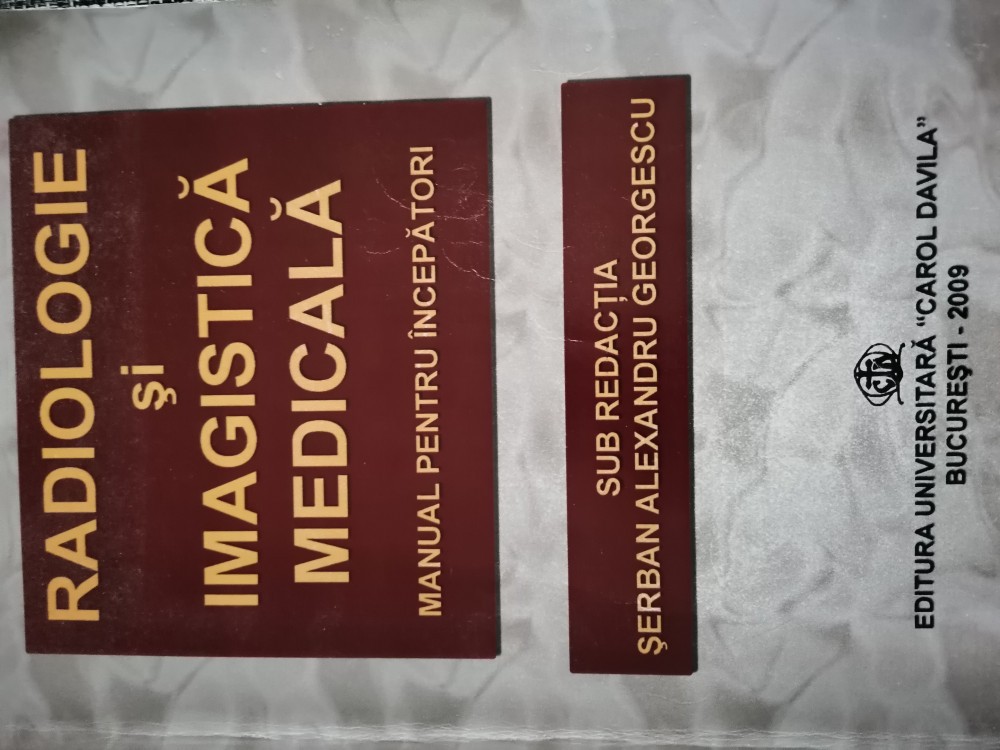 RADIOLOGIE
şi
IMAGISTICĂ
MEDICALĂ
MANUAL PENTRU ÎNCEPĂTORI
SUB REDACŢIA
ŞERBAN ALEXANDRU GEORGESCU
EDITURA UNIVERSITARĂ “CAROL DAVILA”
BUCUREŞTI - 2009